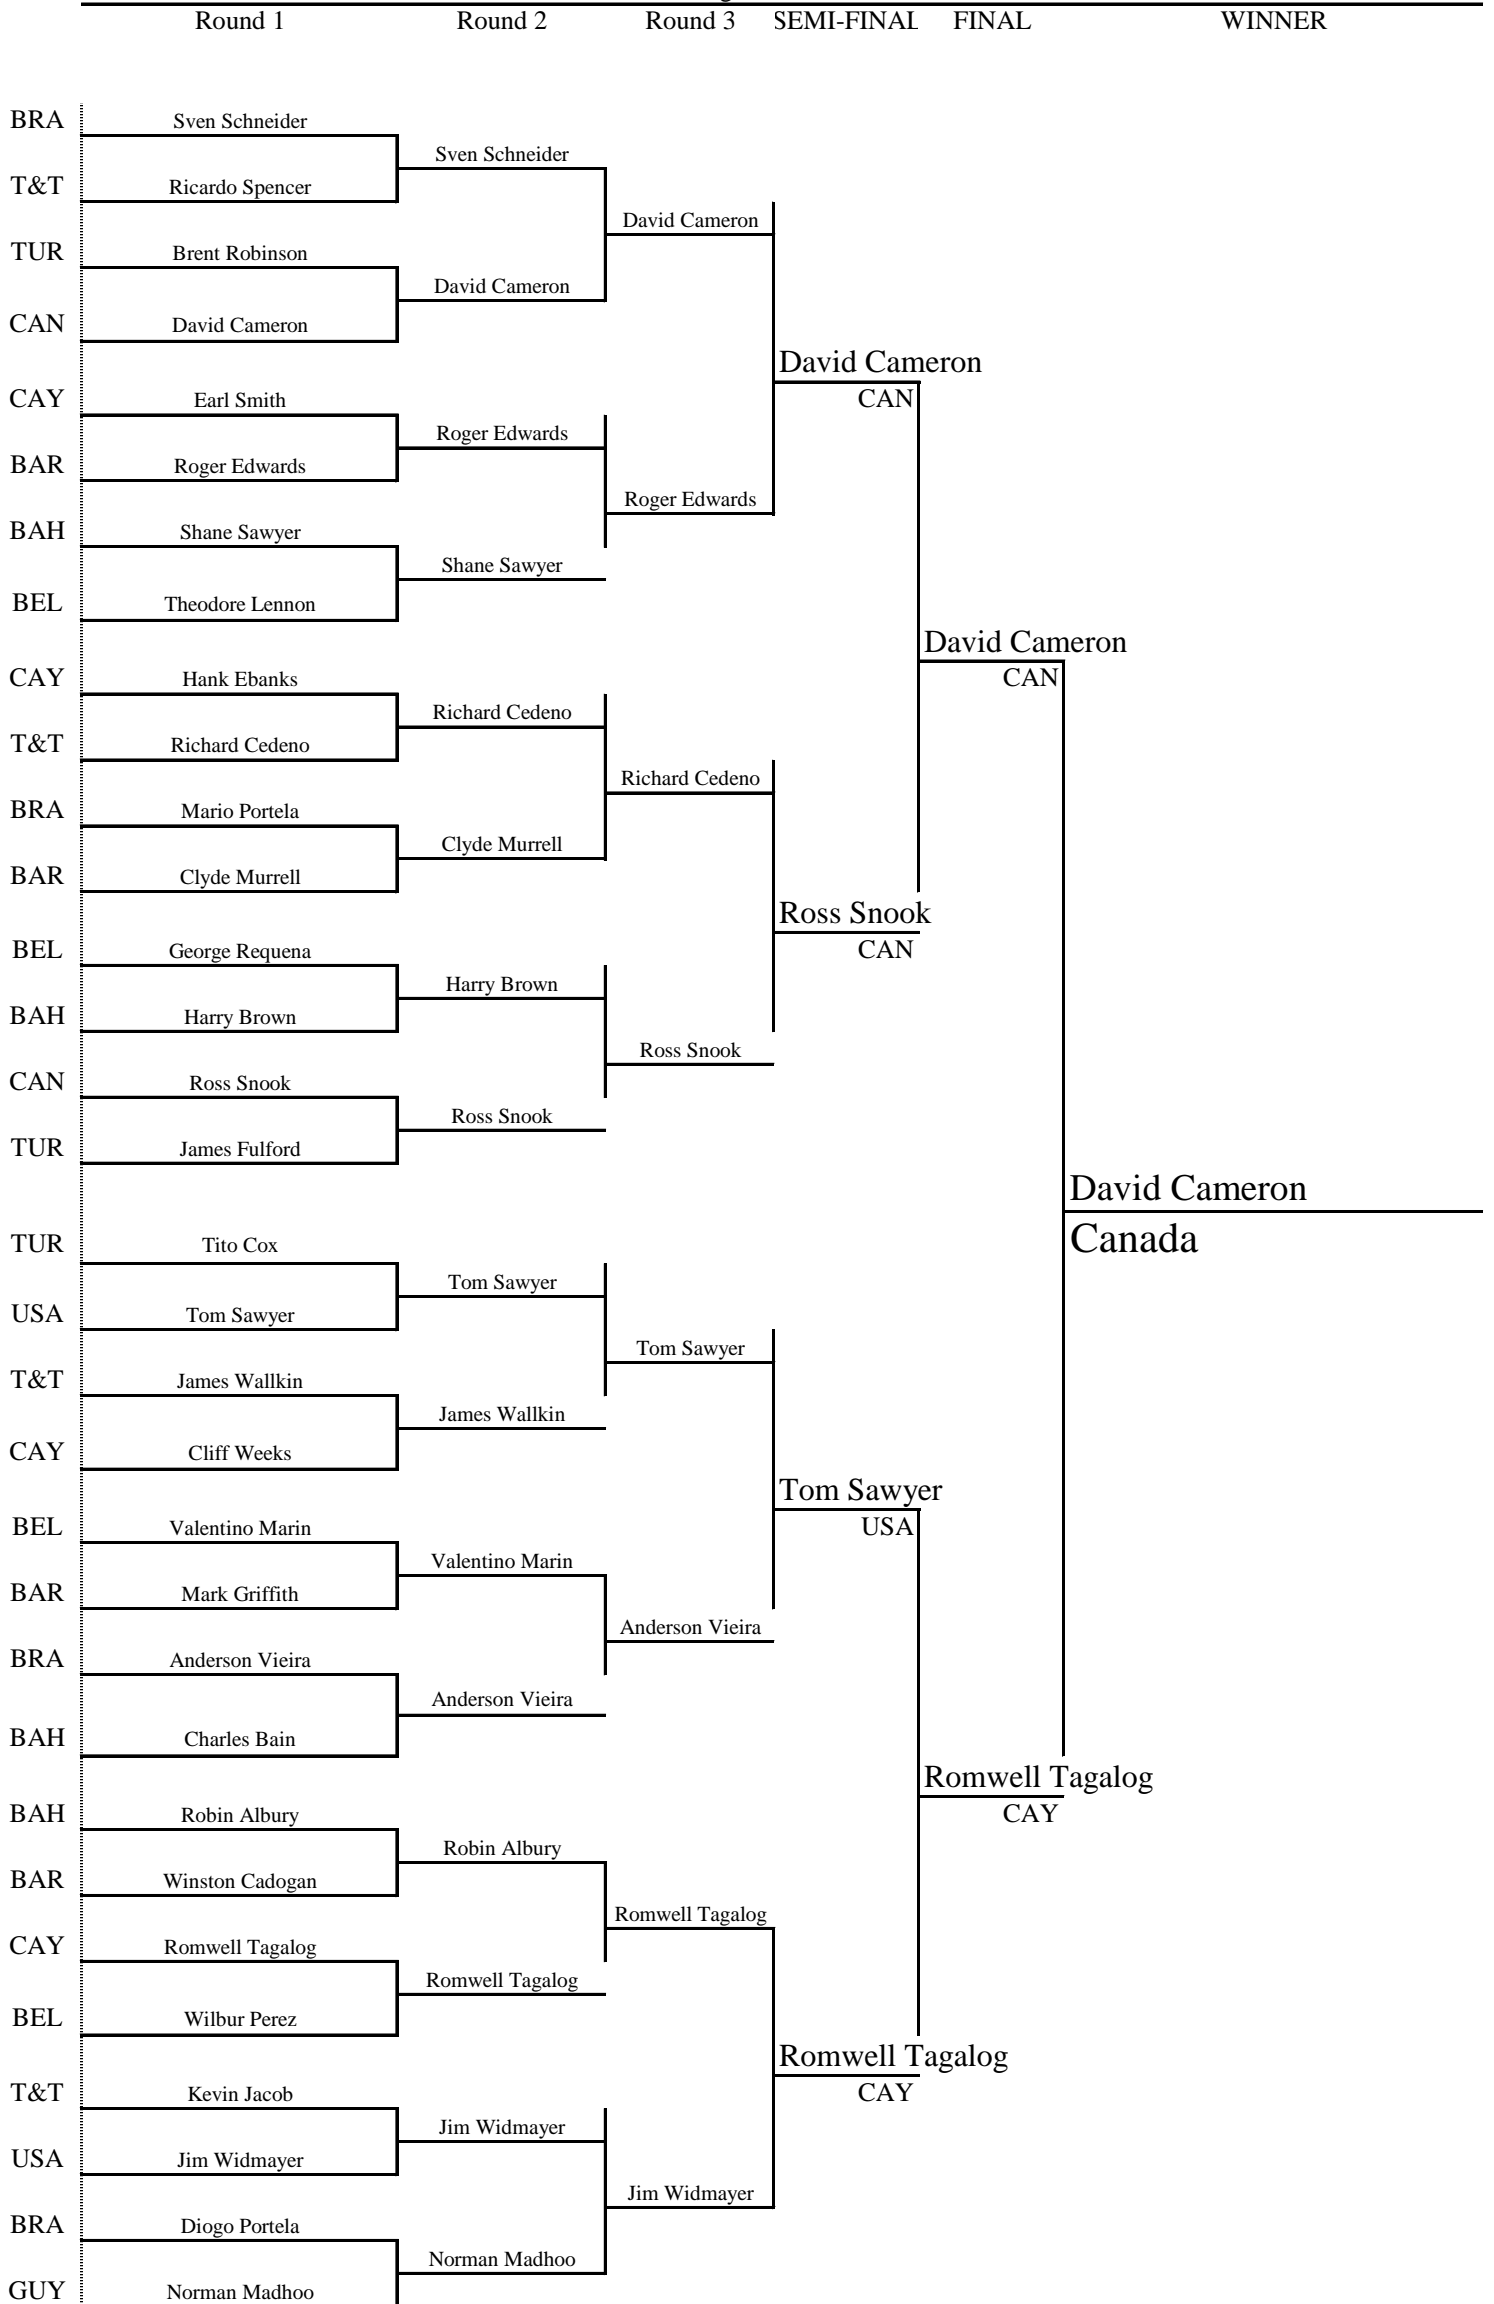 Round 1 Round 2 Round 3 SEMI-FINAL FINAL WINNER
BRA Sven Schneider
Sven Schneider
T&T Ricardo Spencer
David Cameron
TUR Brent Robinson
David Cameron
CAN David Cameron
David Cameron
CAY Earl Smith CAN
Roger Edwards
BAR Roger Edwards
Roger Edwards
BAH Shane Sawyer
Shane Sawyer
BEL Theodore Lennon
David Cameron
CAY Hank Ebanks CAN
Richard Cedeno
T&T Richard Cedeno
Richard Cedeno
BRA Mario Portela
Clyde Murrell
BAR Clyde Murrell
Ross Snook
BEL George Requena CAN
Harry Brown
BAH Harry Brown
Ross Snook
CAN Ross Snook
Ross Snook
TUR James Fulford
David Cameron
Canada
TUR Tito Cox
Tom Sawyer
USA Tom Sawyer
Tom Sawyer
T&T James Wallkin
James Wallkin
CAY Cliff Weeks
Tom Sawyer
BEL Valentino Marin USA
Valentino Marin
BAR Mark Griffith
Anderson Vieira
BRA Anderson Vieira
Anderson Vieira
BAH Charles Bain
Romwell Tagalog
BAH Robin Albury CAY
Robin Albury
BAR Winston Cadogan
Romwell Tagalog
CAY Romwell Tagalog
Romwell Tagalog
BEL Wilbur Perez
Romwell Tagalog
T&T Kevin Jacob CAY
Jim Widmayer
USA Jim Widmayer
Jim Widmayer
BRA Diogo Portela
Norman Madhoo
GUY Norman Madhoo